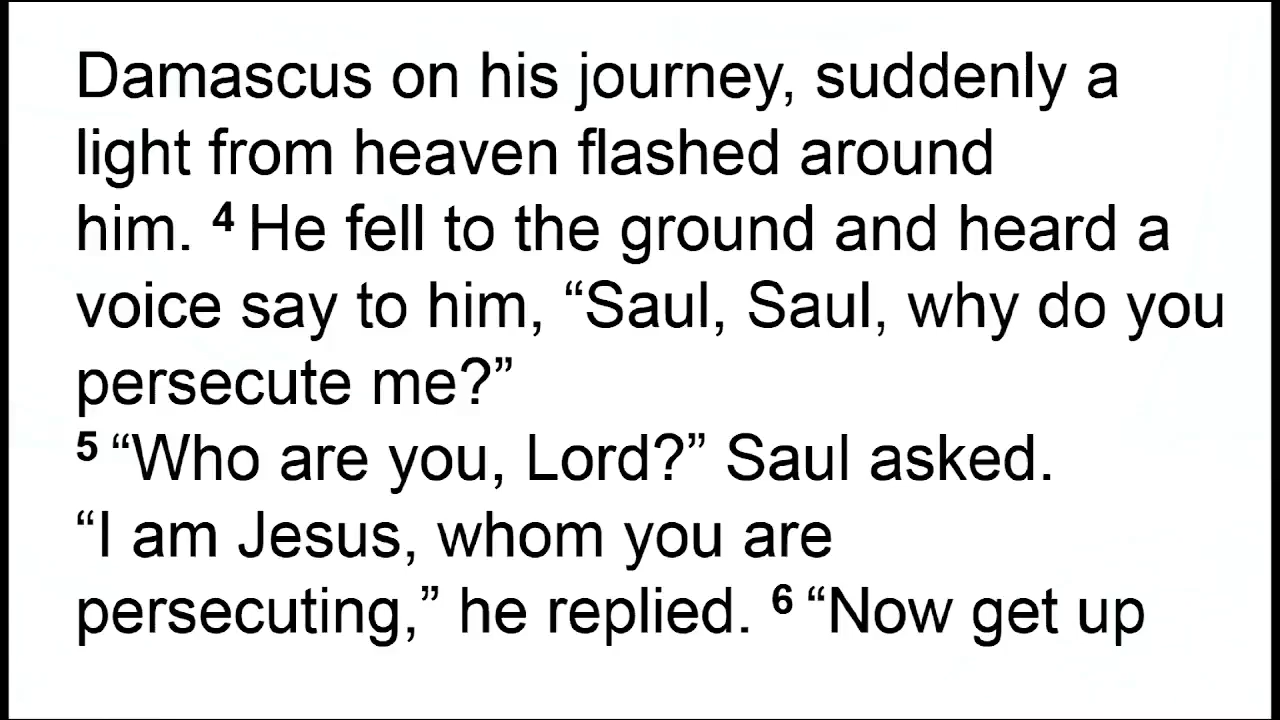 Damascus on his journey, suddenly a
light from heaven flashed around
him. 4 He fell to the ground and heard a
voice say to him, “Saul, Saul, why do you
persecute me?”
5 “Who are you, Lord?” Saul asked.
“I am Jesus, whom you are
persecuting,” he replied. 6 “Now get up